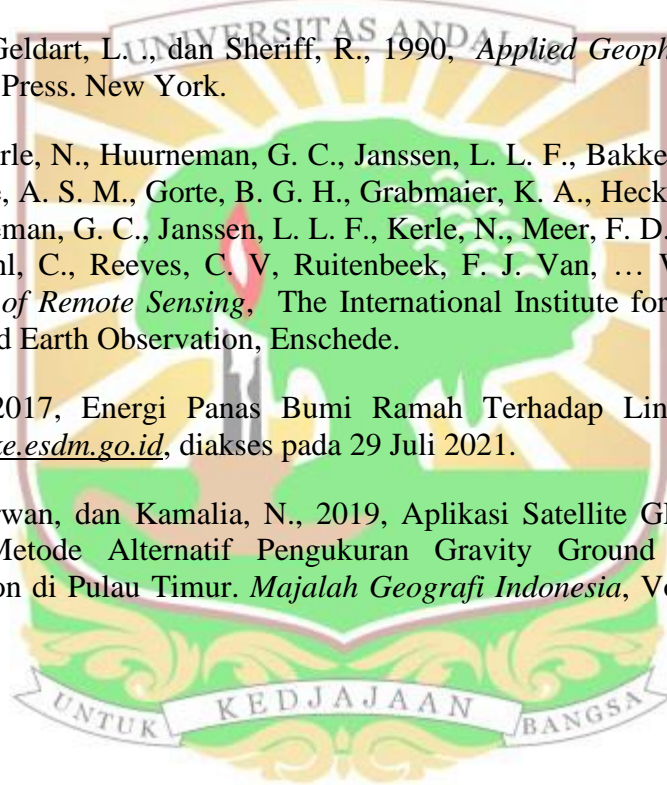 UNIVERSITAS ANDALAS
Geldart, L. ., dan Sheriff, R., 1990, Applied Geoph
Press. New York.
rle, N., Huurneman, G. C., Janssen, L. L. F., Bakke
, A. S. M., Gorte, B. G. H., Grabmaier, K. A., Heck
eman, G. C., Janssen, L. L. F., Kerle, N., Meer, F. D.
nl, C., Reeves, C. V, Ruitenbeek, F. J. Van, … V
of Remote Sensing, The International Institute for
d Earth Observation, Enschede.
2017, Energi Panas Bumi Ramah Terhadap Lin
e.esdm.go.id, diakses pada 29 Juli 2021.
rwan, dan Kamalia, N., 2019, Aplikasi Satellite Gl
Metode Alternatif Pengukuran Gravity Ground
on di Pulau Timur. Majalah Geografi Indonesia, Vo
UNTUK KEDJAJAAN BANGSA